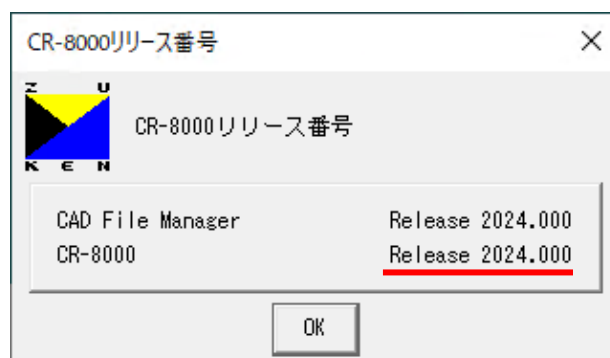 CR-8000リリース番号
Z U
K E N
CR-8000リリース番号
CAD File Manager Release 2024.000
CR-8000 Release 2024.000
OK